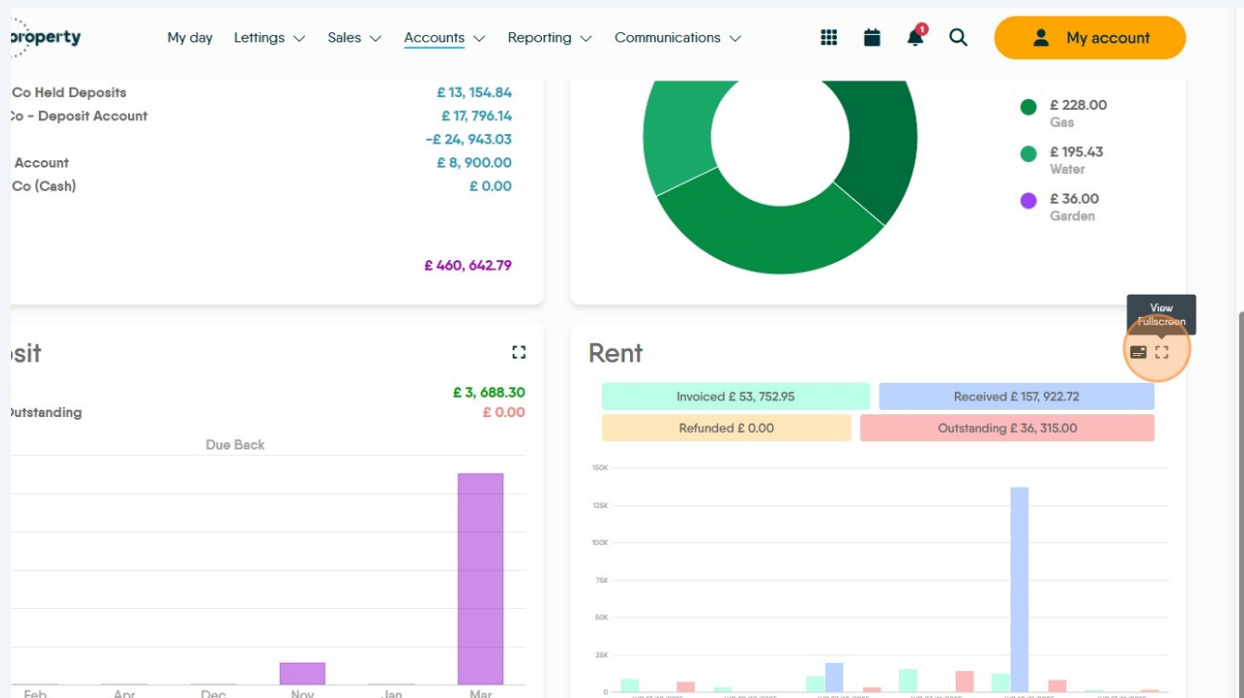 property
My day Lettings Sales Accounts Reporting Communications 1 My account
Co Held Deposits £ 13, 154.84
Co - Deposit Account £ 17, 796.14
-£ 24, 943.03
Account £ 8, 900.00
Co (Cash) £ 0.00
£ 460, 642.79
£ 228.00
Gas
£ 195.43
Water
£ 36.00
Garden
View
Fullscreen
sit
£ 3, 688.30
Outstanding £ 0.00
Due Back
Feb Apr Dec Nov Jan Mar
Rent
Invoiced £ 53, 752.95 Received £ 157, 922.72
Refunded £ 0.00 Outstanding £ 36, 315.00
150K
125K
100K
75K
50K
25K
0